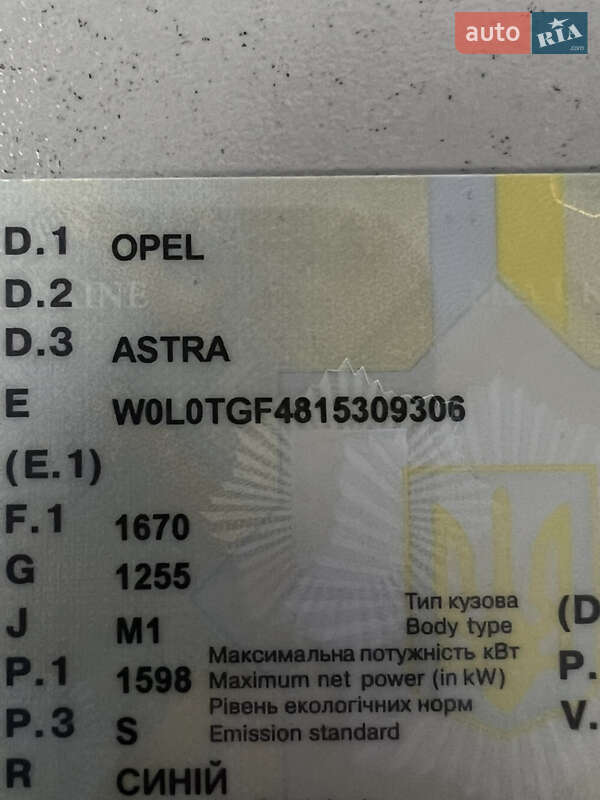 auto RIA .com
D.1 OPEL
D.2
D.3 ASTRA
E W0L0TGF4815309306
(E.1)
F.1 1670
G 1255
Тип кузова (D
J M1 Body type
Максимальна потужність кВт P.
P.1 1598 Maximum net power (in kW)
Рівень екологічних норм V.
P.3 S Emission standard
R СИНІЙ